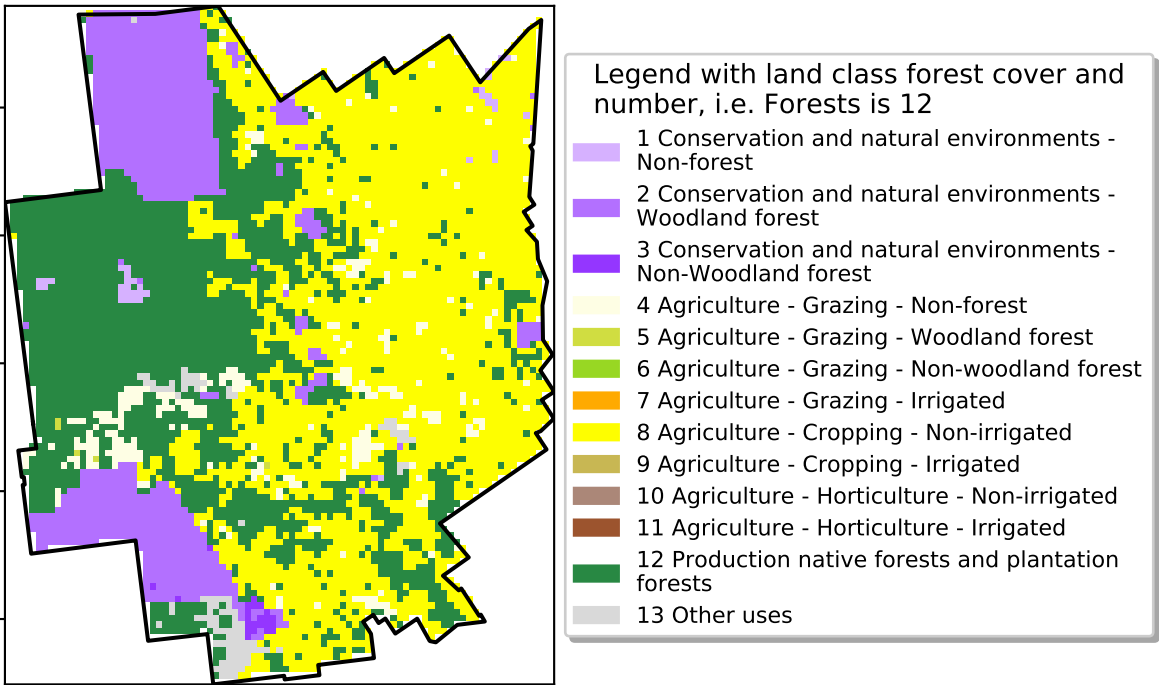 Legend with land class forest cover and
number, i.e. Forests is 12
1 Conservation and natural environments -
Non-forest
2 Conservation and natural environments -
Woodland forest
3 Conservation and natural environments -
Non-Woodland forest
4 Agriculture - Grazing - Non-forest
5 Agriculture - Grazing - Woodland forest
6 Agriculture - Grazing - Non-woodland forest
7 Agriculture - Grazing - Irrigated
8 Agriculture - Cropping - Non-irrigated
9 Agriculture - Cropping - Irrigated
10 Agriculture - Horticulture - Non-irrigated
11 Agriculture - Horticulture - Irrigated
12 Production native forests and plantation
forests
13 Other uses